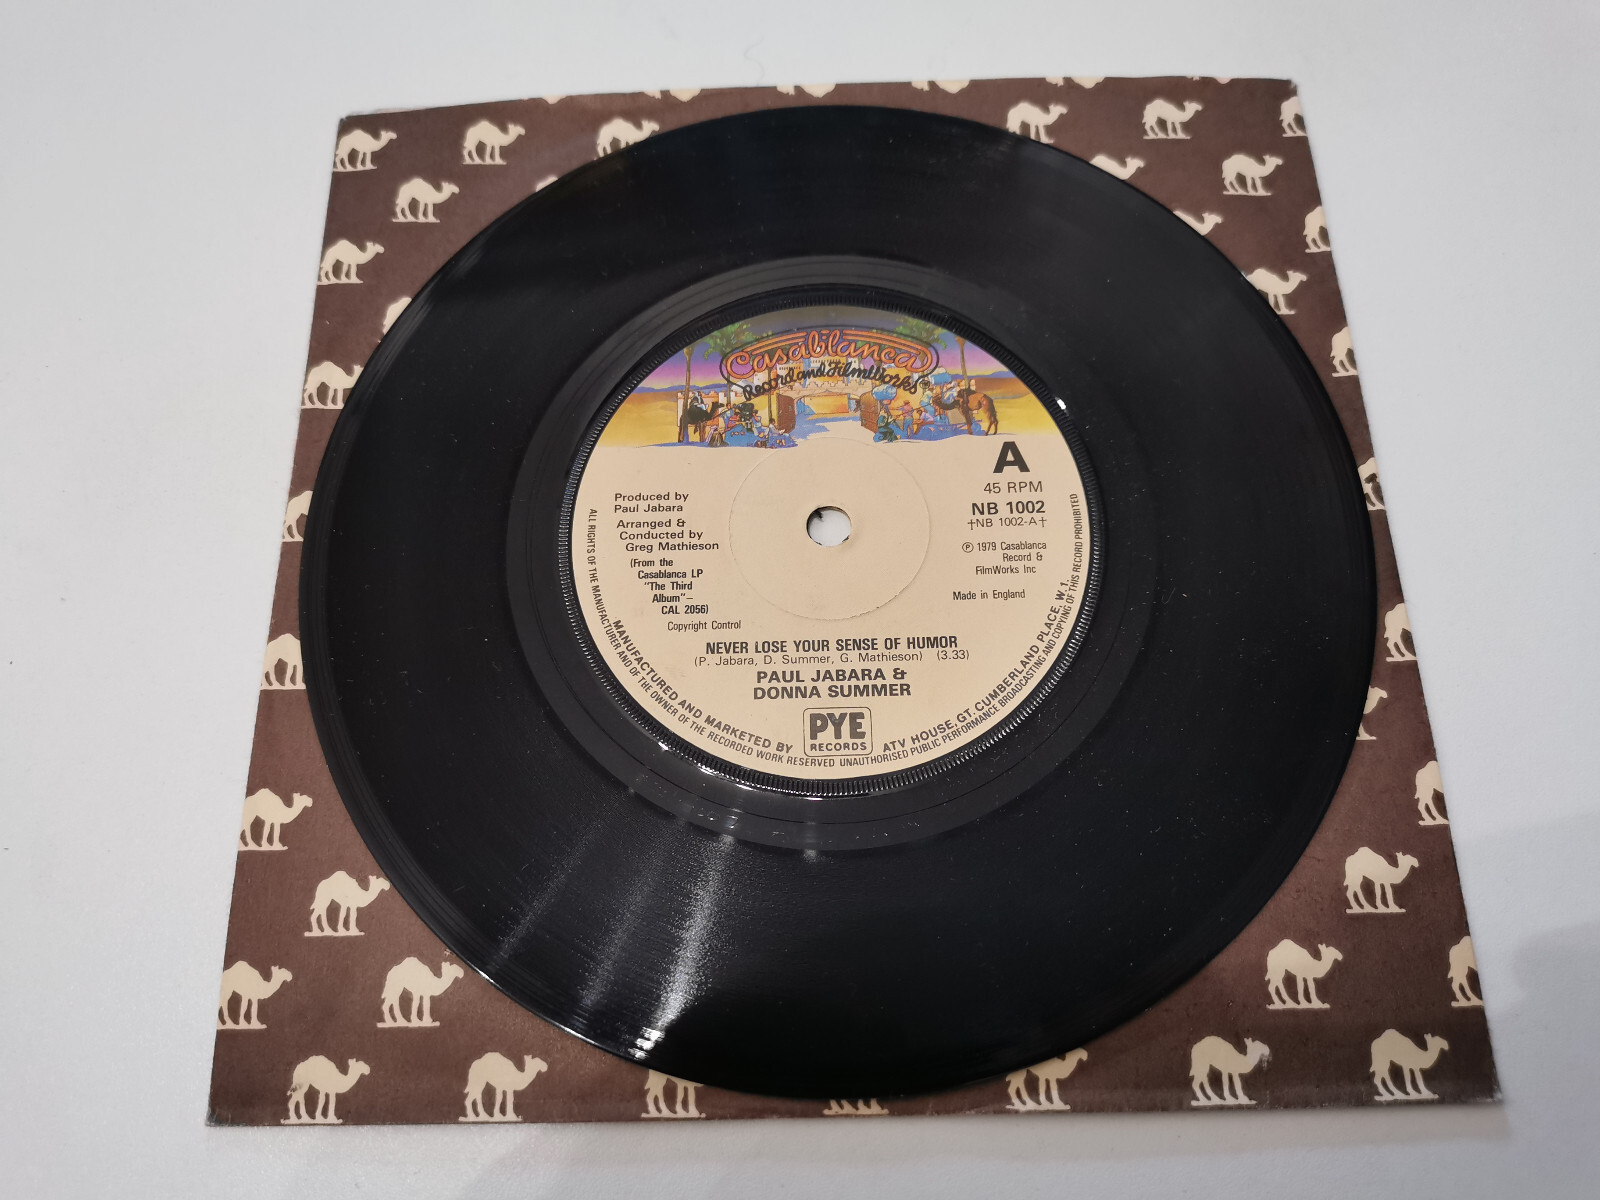 Casablanca
Record and FilmWorks
A
45 RPM
NB 1002
†NB 1002-A†
Ⓟ 1979 Casablanca
Record &
FilmWorks Inc
Made in England
Produced by
Paul Jabara
Arranged &
Conducted by
Greg Mathieson
(From the
Casablanca LP
"The Third
Album"–
CAL 2056)
Copyright Control
NEVER LOSE YOUR SENSE OF HUMOR
(P. Jabara, D. Summer, G. Mathieson) (3.33)
PAUL JABARA &
DONNA SUMMER
PYE
RECORDS
MANUFACTURED AND MARKETED BY
ATV HOUSE, GT. CUMBERLAND PLACE, W.1.
ALL RIGHTS OF THE MANUFACTURER AND OF THE OWNER OF THE RECORDED WORK RESERVED UNAUTHORISED PUBLIC PERFORMANCE BROADCASTING AND COPYING OF THIS RECORD PROHIBITED